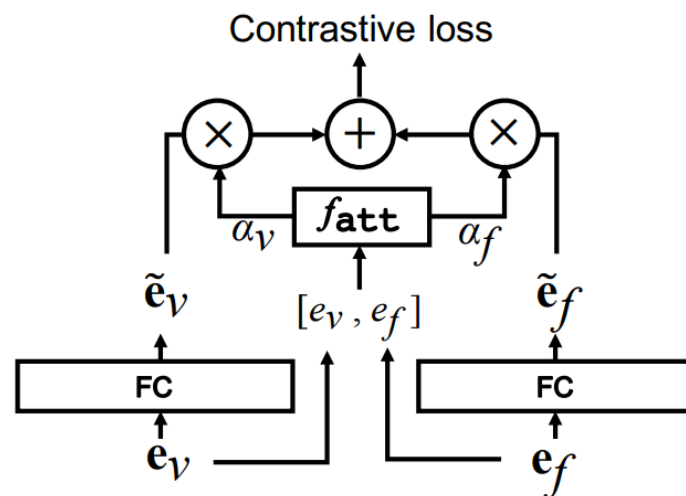 Contrastive loss
× + ×
α_v f_att α_f
ẽ_v [e_v , e_f] ẽ_f
FC FC
e_v e_f